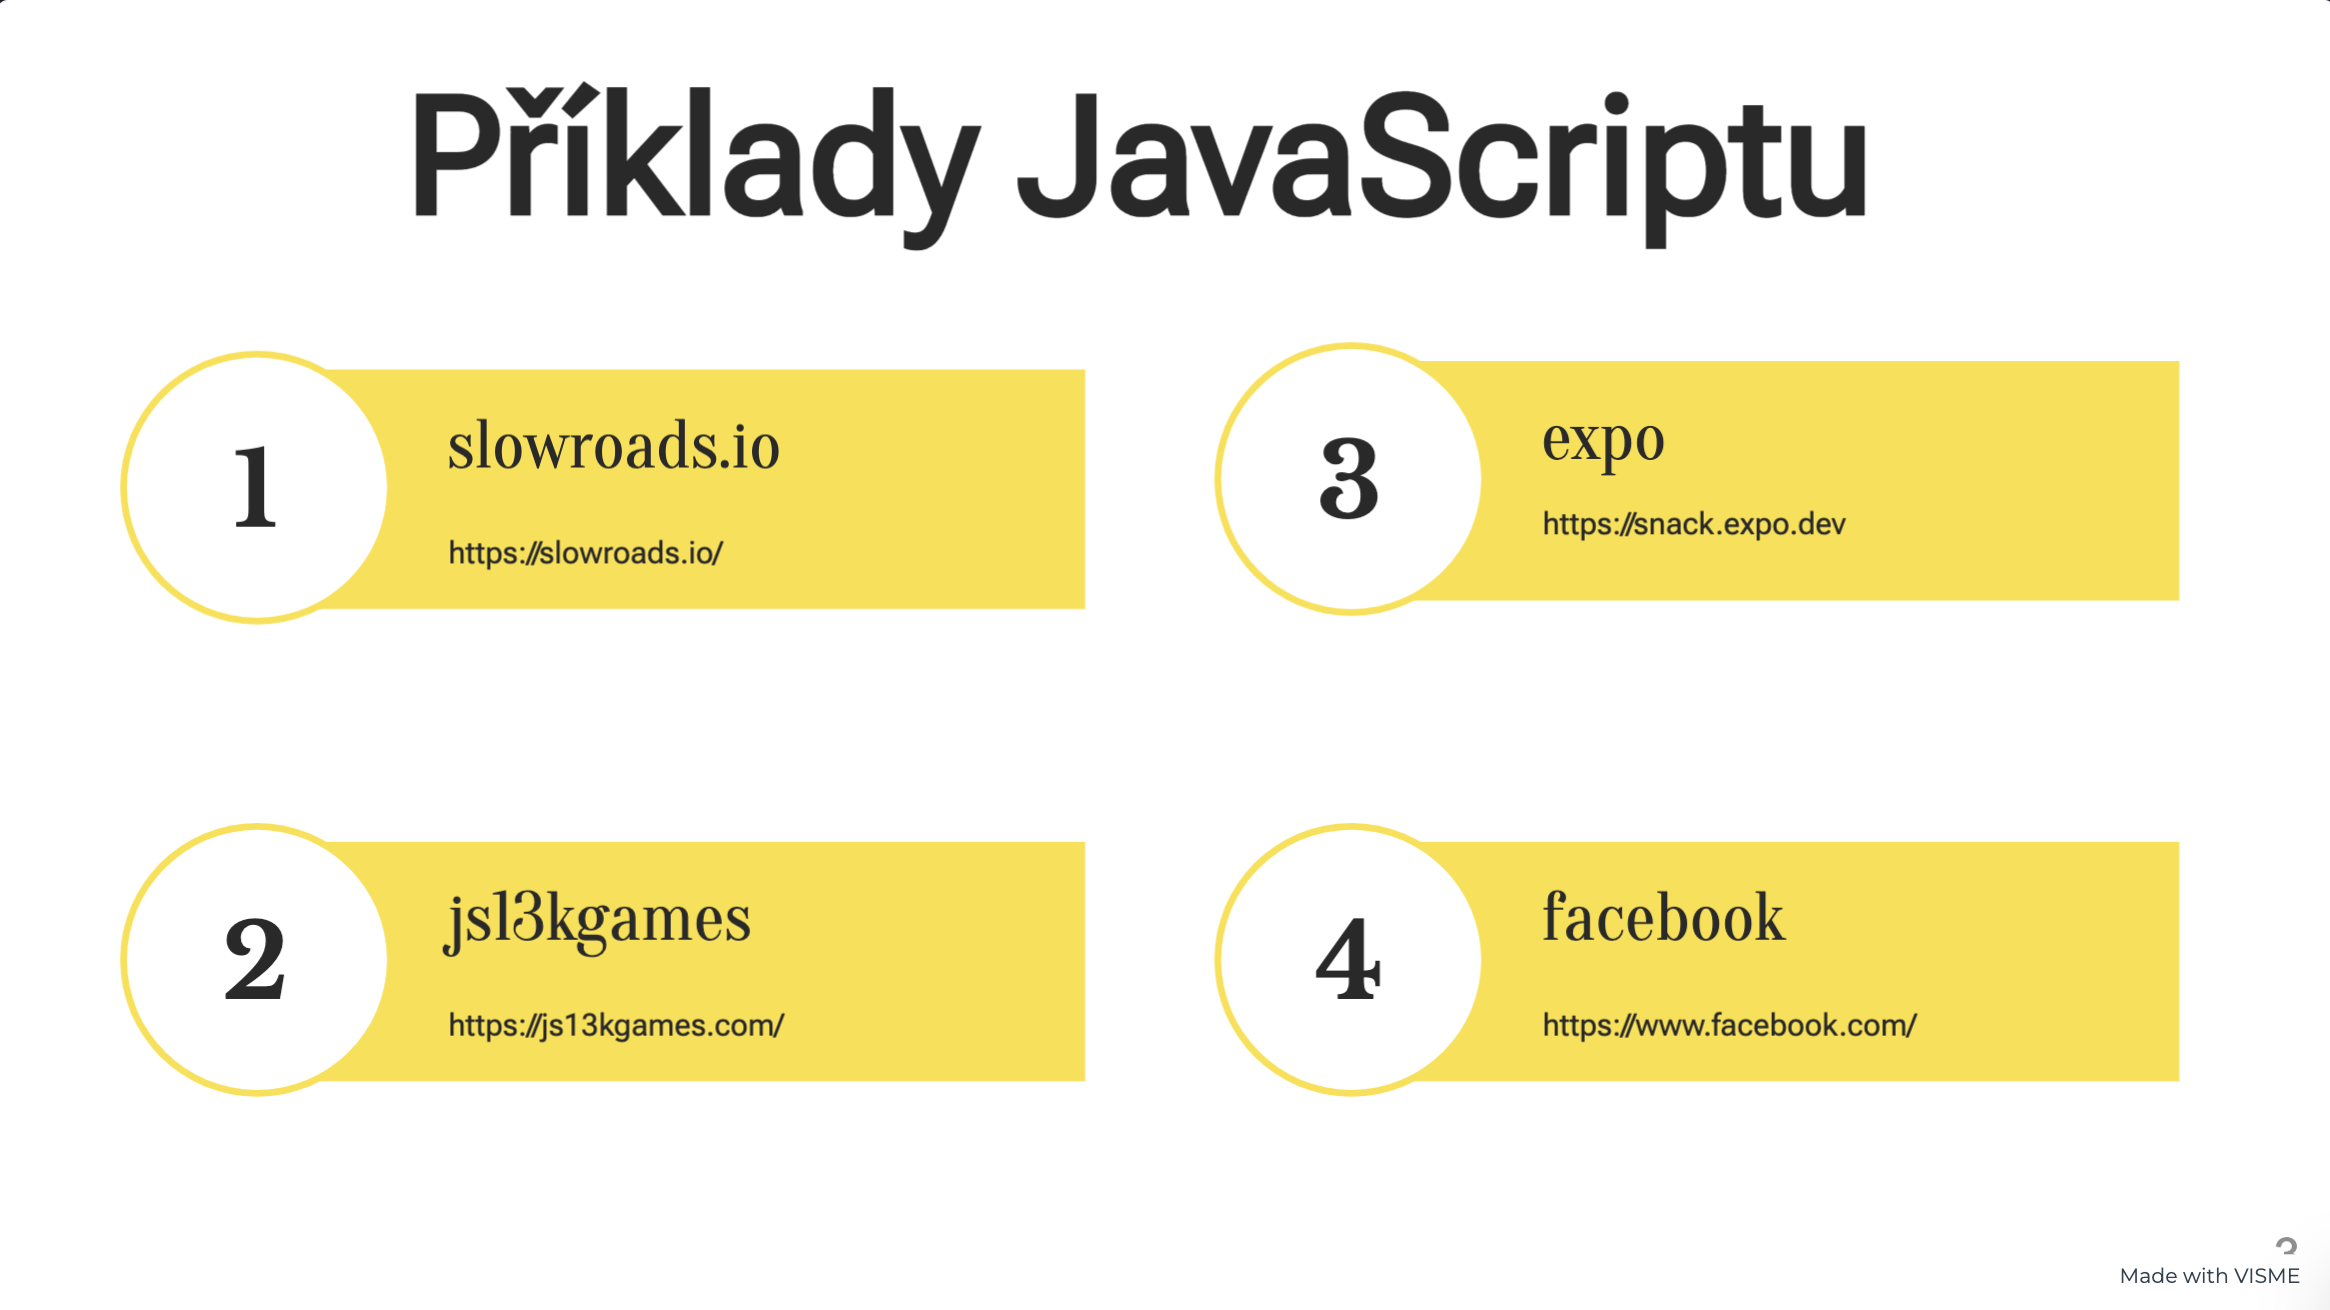 Příklady JavaScriptu
1
slowroads.io
https://slowroads.io/
2
js13kgames
https://js13kgames.com/
3
expo
https://snack.expo.dev
4
facebook
https://www.facebook.com/
Made with VISME